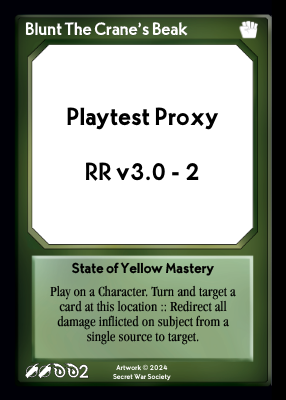 Blunt The Crane's Beak
Playtest Proxy
RR v3.0 - 2
State of Yellow Mastery
Play on a Character. Turn and target a
card at this location :: Redirect all
damage inflicted on subject from a
single source to target.
2
Artwork © 2024
Secret War Society